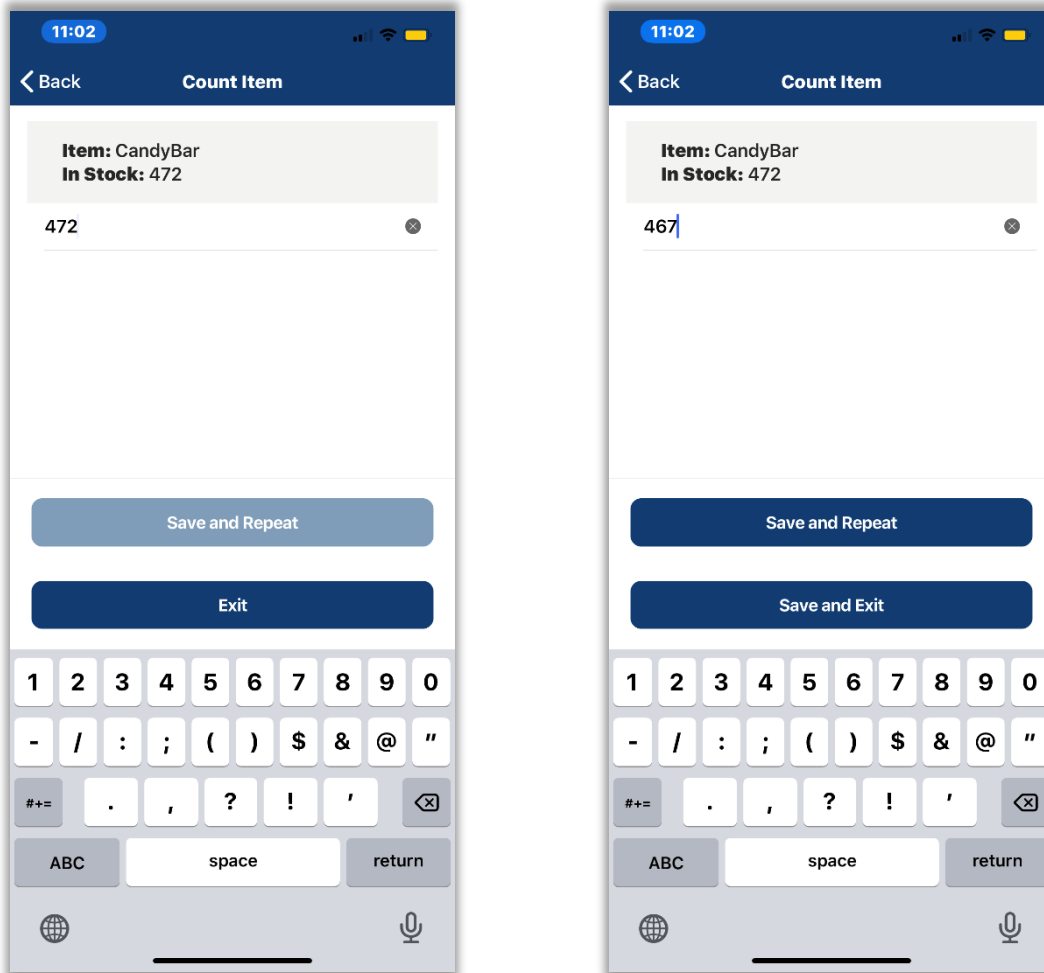 11:02
Back Count Item
Item: CandyBar
In Stock: 472
472
Save and Repeat
Exit
1 2 3 4 5 6 7 8 9 0
- / : ; ( ) $ & @ "
#+= . , ? ! '
ABC space return
11:02
Back Count Item
Item: CandyBar
In Stock: 472
467
Save and Repeat
Save and Exit
1 2 3 4 5 6 7 8 9 0
- / : ; ( ) $ & @ "
#+= . , ? ! '
ABC space return